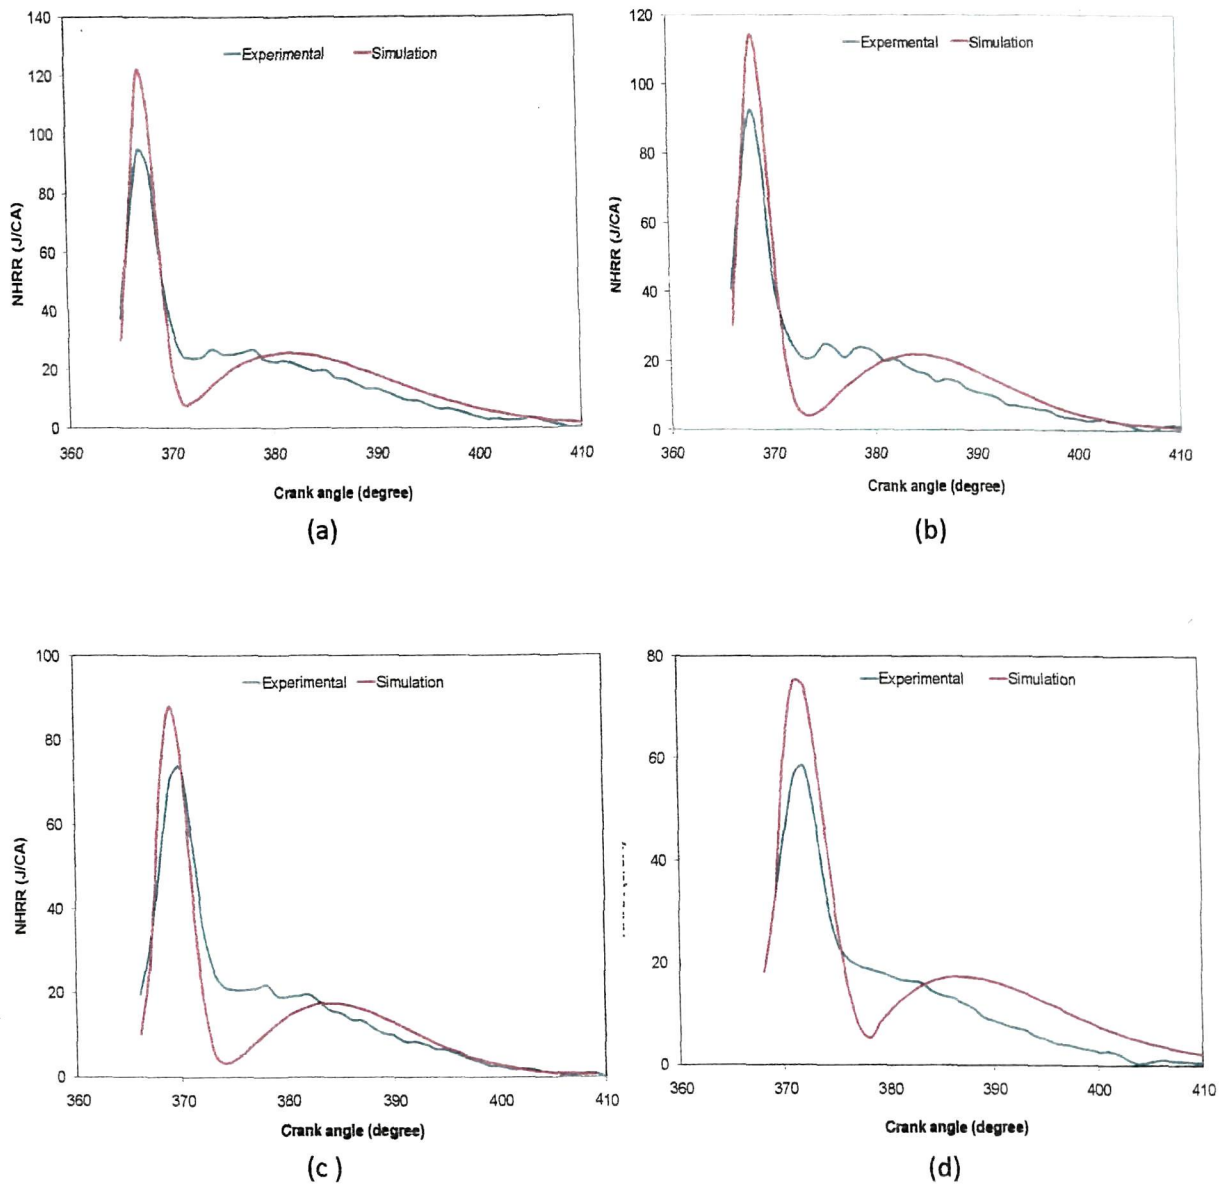 140
120
100
80
60
40
20
0
NHRR (J/CA)
Experimental Simulation
360 370 380 390 400 410
Crank angle (degree)
(a)
120
100
80
60
40
20
0
NHRR (J/CA)
Expermental Simulation
360 370 380 390 400 410
Crank angle (degree)
(b)
100
80
60
40
20
0
NHRR (J/CA)
Experimental Simulation
360 370 380 390 400 410
Crank angle (degree)
(c )
80
60
40
20
0
Experimental Simulation
360 370 380 390 400 410
Crank angle (degree)
(d)